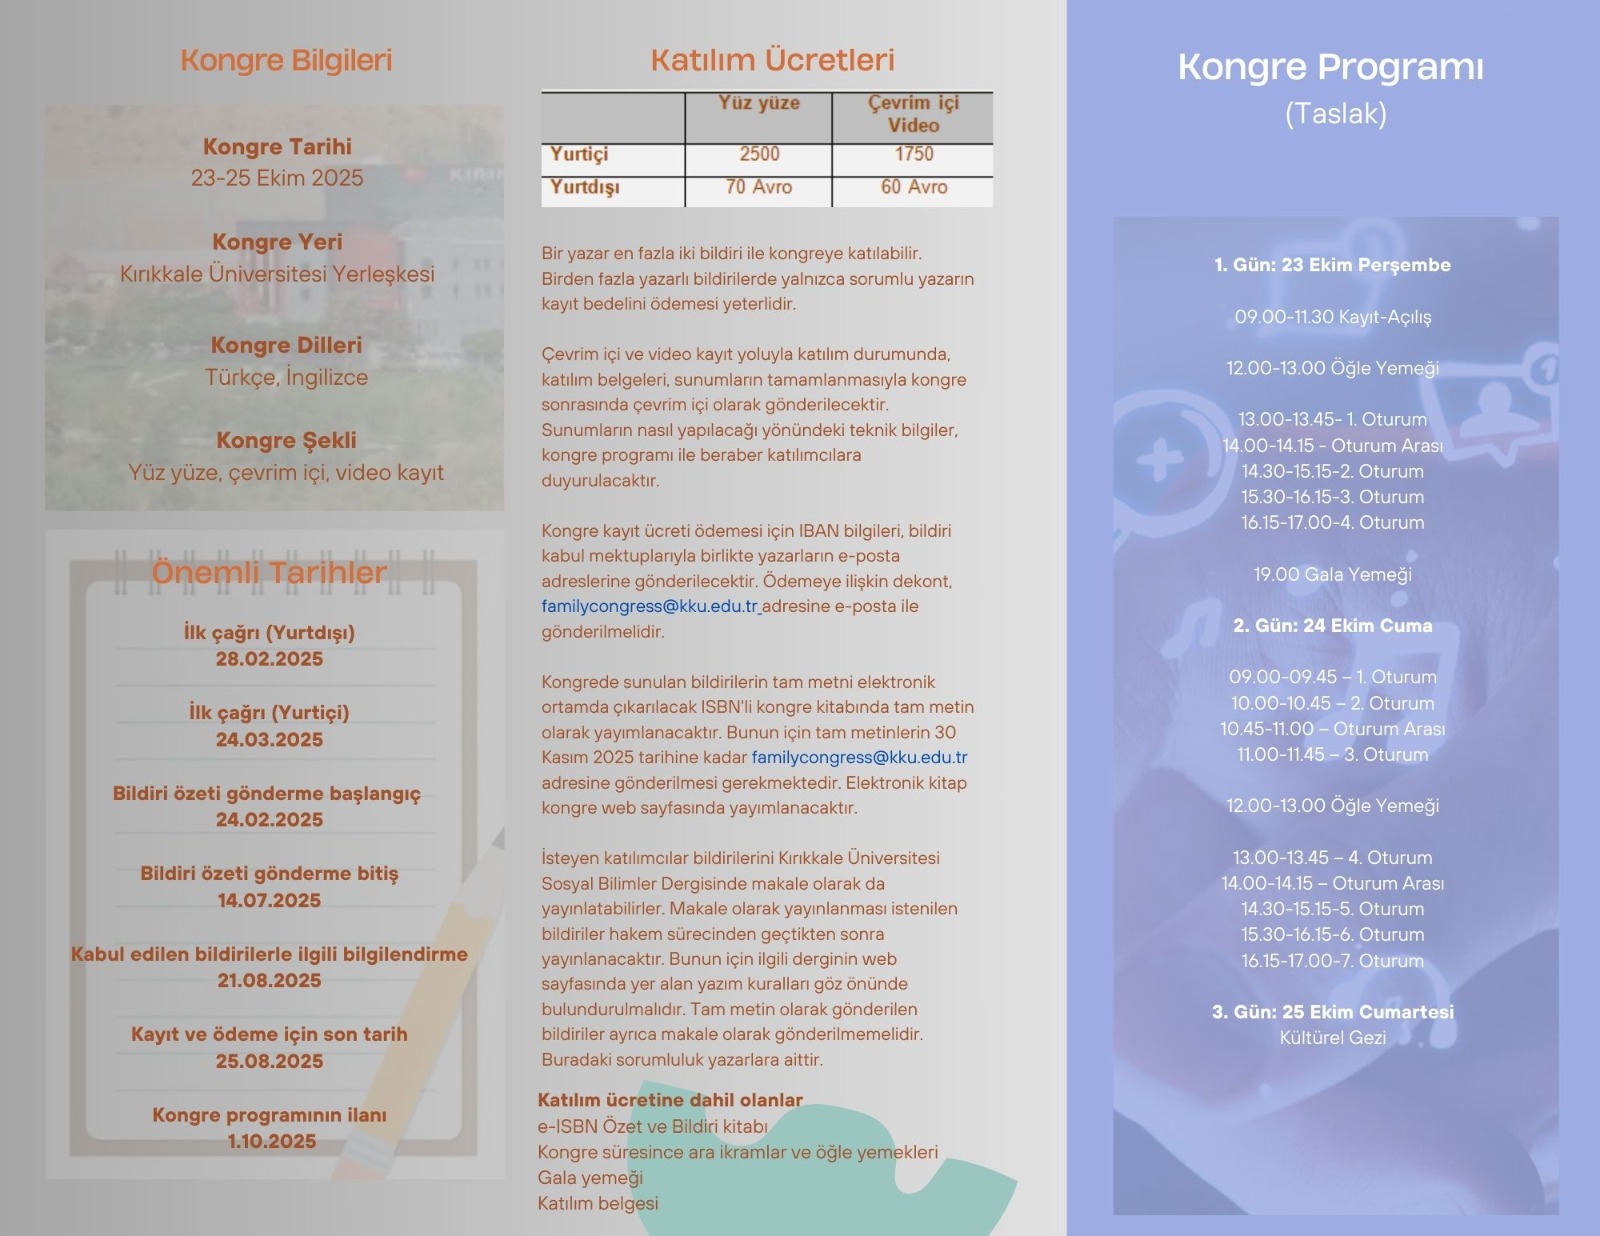 Kongre Bilgileri
Kongre Tarihi
23-25 Ekim 2025
Kongre Yeri
Kırıkkale Üniversitesi Yerleşkesi
Kongre Dilleri
Türkçe, İngilizce
Kongre Şekli
Yüz yüze, çevrim içi, video kayıt
Önemli Tarihler
İlk çağrı (Yurtdışı)
28.02.2025
İlk çağrı (Yurtiçi)
24.03.2025
Bildiri özeti gönderme başlangıç
24.02.2025
Bildiri özeti gönderme bitiş
14.07.2025
Kabul edilen bildirilerle ilgili bilgilendirme
21.08.2025
Kayıt ve ödeme için son tarih
25.08.2025
Kongre programının ilanı
1.10.2025
Katılım Ücretleri
Yüz yüze Çevrim içi
Video
Yurtiçi 2500 1750
Yurtdışı 70 Avro 60 Avro
Bir yazar en fazla iki bildiri ile kongreye katılabilir.
Birden fazla yazarlı bildirilerde yalnızca sorumlu yazarın
kayıt bedelini ödemesi yeterlidir.
Çevrim içi ve video kayıt yoluyla katılım durumunda,
katılım belgeleri, sunumların tamamlanmasıyla kongre
sonrasında çevrim içi olarak gönderilecektir.
Sunumların nasıl yapılacağı yönündeki teknik bilgiler,
kongre programı ile beraber katılımcılara
duyurulacaktır.
Kongre kayıt ücreti ödemesi için IBAN bilgileri, bildiri
kabul mektuplarıyla birlikte yazarların e-posta
adreslerine gönderilecektir. Ödemeye ilişkin dekont,
familycongress@kku.edu.tr adresine e-posta ile
gönderilmelidir.
Kongrede sunulan bildirilerin tam metni elektronik
ortamda çıkarılacak ISBN'li kongre kitabında tam metin
olarak yayımlanacaktır. Bunun için tam metinlerin 30
Kasım 2025 tarihine kadar familycongress@kku.edu.tr
adresine gönderilmesi gerekmektedir. Elektronik kitap
kongre web sayfasında yayımlanacaktır.
İsteyen katılımcılar bildirilerini Kırıkkale Üniversitesi
Sosyal Bilimler Dergisinde makale olarak da
yayınlatabilirler. Makale olarak yayınlanması istenilen
bildiriler hakem sürecinden geçtikten sonra
yayınlanacaktır. Bunun için ilgili derginin web
sayfasında yer alan yazım kuralları göz önünde
bulundurulmalıdır. Tam metin olarak gönderilen
bildiriler ayrıca makale olarak gönderilmemelidir.
Buradaki sorumluluk yazarlara aittir.
Katılım ücretine dahil olanlar
e-ISBN Özet ve Bildiri kitabı
Kongre süresince ara ikramlar ve öğle yemekleri
Gala yemeği
Katılım belgesi
Kongre Programı
(Taslak)
1. Gün: 23 Ekim Perşembe
09.00-11.30 Kayıt-Açılış
12.00-13.00 Öğle Yemeği
13.00-13.45- 1. Oturum
14.00-14.15 - Oturum Arası
14.30-15.15-2. Oturum
15.30-16.15-3. Oturum
16.15-17.00-4. Oturum
19.00 Gala Yemeği
2. Gün: 24 Ekim Cuma
09.00-09.45 – 1. Oturum
10.00-10.45 – 2. Oturum
10.45-11.00 – Oturum Arası
11.00-11.45 – 3. Oturum
12.00-13.00 Öğle Yemeği
13.00-13.45 – 4. Oturum
14.00-14.15 – Oturum Arası
14.30-15.15-5. Oturum
15.30-16.15-6. Oturum
16.15-17.00-7. Oturum
3. Gün: 25 Ekim Cumartesi
Kültürel Gezi